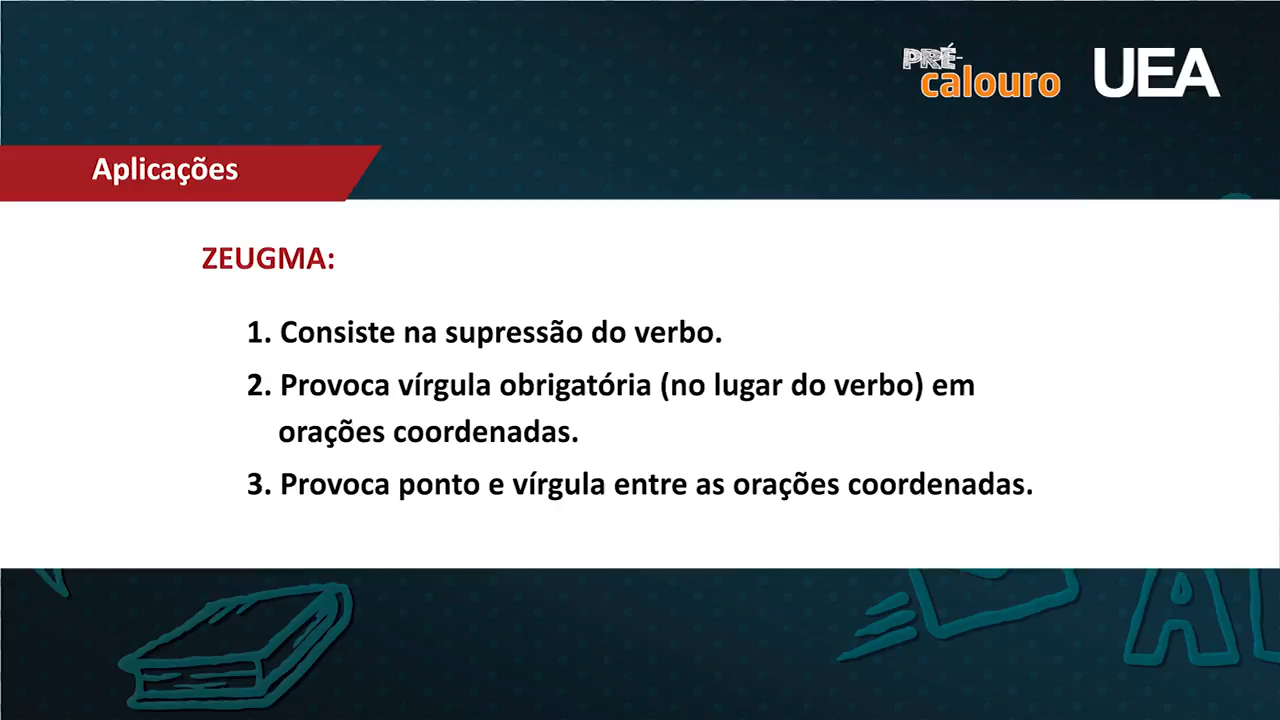 PRÉ-
calouro
UEA
Aplicações
ZEUGMA:
1. Consiste na supressão do verbo.
2. Provoca vírgula obrigatória (no lugar do verbo) em
orações coordenadas.
3. Provoca ponto e vírgula entre as orações coordenadas.